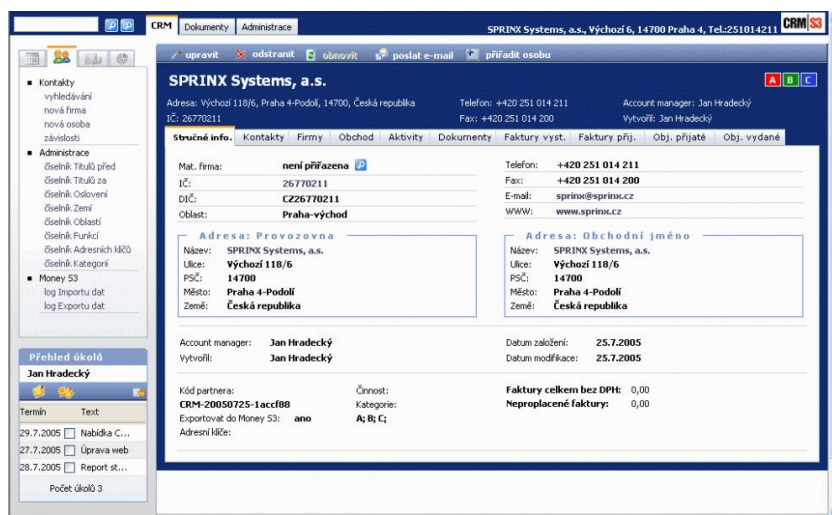 CRM Dokumenty Administrace
SPRINX Systems, a.s., Výchozí 6, 14700 Praha 4, Tel.:251014211
CRM S3
upravit odstranit obnovit poslat e-mail přiřadit osobu
Kontakty
vyhledávání
nová firma
nová osoba
závislosti
Administrace
číselník Titulů před
číselník Titulů za
číselník Oslovení
číselník Zemí
číselník Oblastí
číselník Funkcí
číselník Adresních klíčů
číselník Kategorií
Money S3
log Importu dat
log Exportu dat
Přehled úkolů
Jan Hradecký
Termín Text
29.7.2005 Nabídka C...
27.7.2005 Úprava web
28.7.2005 Report st...
Počet úkolů 3
SPRINX Systems, a.s.
A B C
Adresa: Výchozí 118/6, Praha 4-Podolí, 14700, Česká republika Telefon: +420 251 014 211 Account manager: Jan Hradecký
IČ: 26770211 Fax: +420 251 014 200 Vytvořil: Jan Hradecký
Stručné info. Kontakty Firmy Obchod Aktivity Dokumenty Faktury vyst. Faktury přij. Obj. přijaté Obj. vydané
Mat. firma: není přiřazena
IČ: 26770211
DIČ: CZ26770211
Oblast: Praha-východ
Telefon: +420 251 014 211
Fax: +420 251 014 200
E-mail: sprinx@sprinx.cz
WWW: www.sprinx.cz
Adresa: Provozovna
Název: SPRINX Systems, a.s.
Ulice: Výchozí 118/6
PSČ: 14700
Město: Praha 4-Podolí
Země: Česká republika
Adresa: Obchodní jméno
Název: SPRINX Systems, a.s.
Ulice: Výchozí 118/6
PSČ: 14700
Město: Praha 4-Podolí
Země: Česká republika
Account manager: Jan Hradecký
Vytvořil: Jan Hradecký
Datum založení: 25.7.2005
Datum modifikace: 25.7.2005
Kód partnera:
CRM-20050725-1accf88
Exportovat do Money S3: ano
Adresní klíče:
Činnost:
Kategorie:
A; B; C;
Faktury celkem bez DPH: 0,00
Neproplacené faktury: 0,00